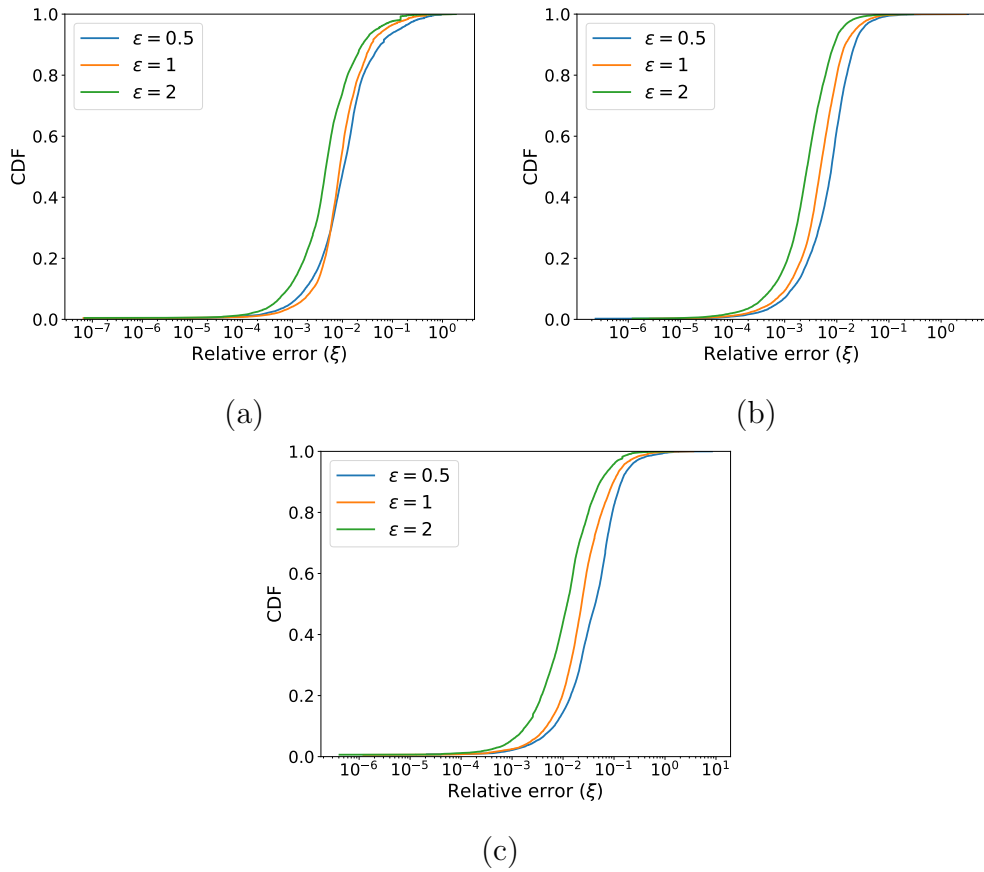 1.0
0.8
0.6
0.4
0.2
0.0
CDF
ε = 0.5
ε = 1
ε = 2
10⁻⁷ 10⁻⁶ 10⁻⁵ 10⁻⁴ 10⁻³ 10⁻² 10⁻¹ 10⁰
Relative error (ξ)
(a)
1.0
0.8
0.6
0.4
0.2
0.0
CDF
ε = 0.5
ε = 1
ε = 2
10⁻⁶ 10⁻⁵ 10⁻⁴ 10⁻³ 10⁻² 10⁻¹ 10⁰
Relative error (ξ)
(b)
1.0
0.8
0.6
0.4
0.2
0.0
CDF
ε = 0.5
ε = 1
ε = 2
10⁻⁶ 10⁻⁵ 10⁻⁴ 10⁻³ 10⁻² 10⁻¹ 10⁰ 10¹
Relative error (ξ)
(c)